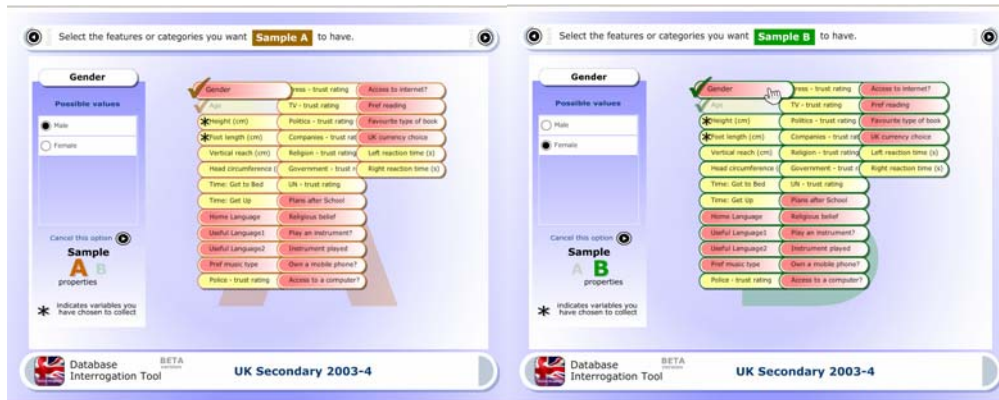 Select the features or categories you want Sample A to have.
Gender
Possible values
Male
Female
Cancel this option
Sample
A B
properties
indicates variables you
have chosen to collect
Gender
Age
Height (cm)
Foot length (cm)
Vertical reach (cm)
Head circumference (
Time: Got to Bed
Time: Get Up
Home Language
Useful Language1
Useful Language2
Pref music type
Police - trust rating
ress - trust rating
TV - trust rating
Politics - trust rating
Companies - trust rat
Religion - trust rating
Government - trust r
UN - trust rating
Plans after School
Religious belief
Play an instrument?
Instrument played
Own a mobile phone?
Access to a computer?
Access to internet?
Pref reading
Favourite type of book
UK currency choice
Left reaction time (s)
Right reaction time (s)
Database
Interrogation Tool
BETA
version
UK Secondary 2003-4
Select the features or categories you want Sample B to have.
Gender
Possible values
Male
Female
Cancel this option
Sample
A B
properties
indicates variables you
have chosen to collect
Gender
Age
Height (cm)
Foot length (cm)
Vertical reach (cm)
Head circumference (
Time: Got to Bed
Time: Get Up
Home Language
Useful Language1
Useful Language2
Pref music type
Police - trust rating
ress - trust rating
TV - trust rating
Politics - trust rating
Companies - trust rat
Religion - trust rating
Government - trust r
UN - trust rating
Plans after School
Religious belief
Play an instrument?
Instrument played
Own a mobile phone?
Access to a computer?
Access to internet?
Pref reading
Favourite type of book
UK currency choice
Left reaction time (s)
Right reaction time (s)
Database
Interrogation Tool
BETA
version
UK Secondary 2003-4